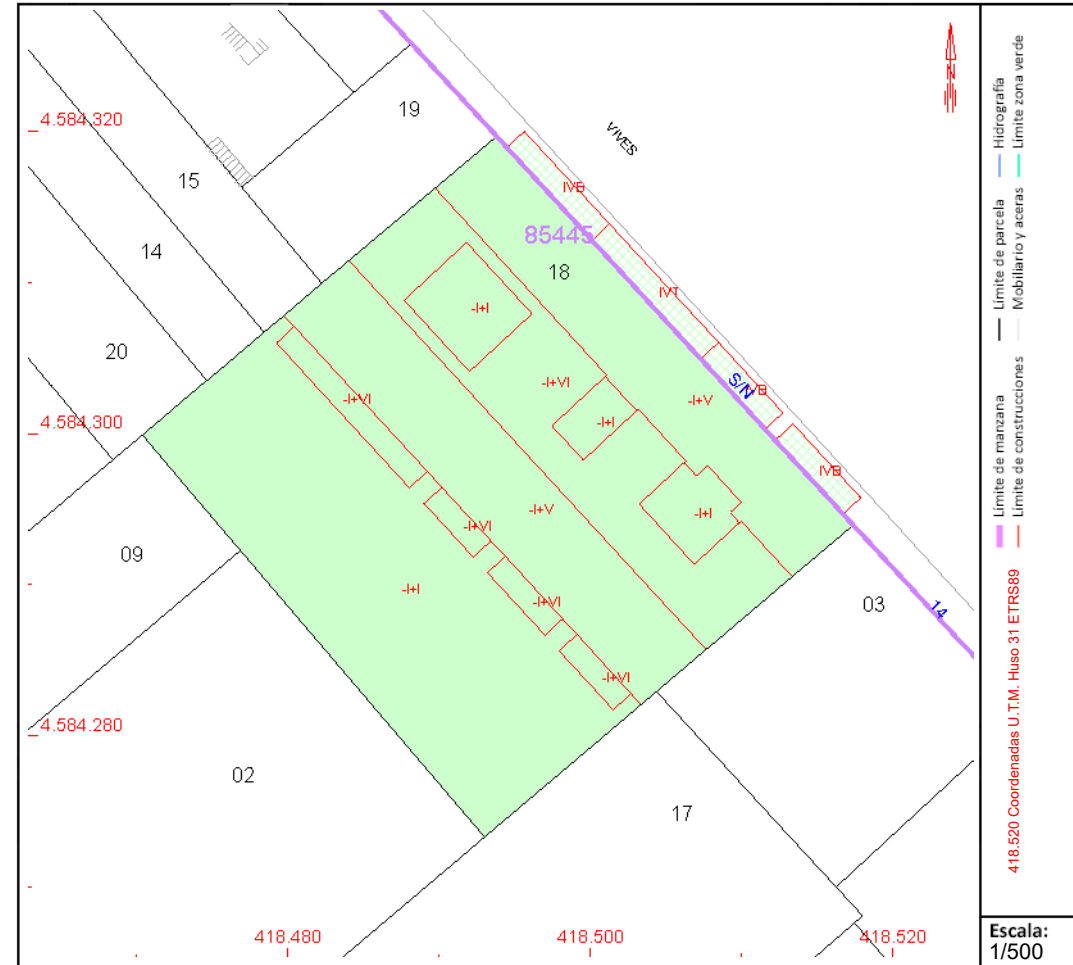 4.584.320
19
VIVES
N
15
IVB
85445
14
18
-I+I
IVT
20
-I+VI
-I+VI
S/N
IVB
-I+V
4.584.300
-I+I
IVB
-I+V
-I+I
-I+VI
09
-I+I
-I+VI
03
14
-I+VI
4.584.280
02
17
418.480
418.500
418.520
Hidrografía
Límite zona verde
Límite de parcela
Mobiliario y aceras
Límite de manzana
Límite de construcciones
418.520 Coordenadas U.T.M. Huso 31 ETRS89
Escala:
1/500